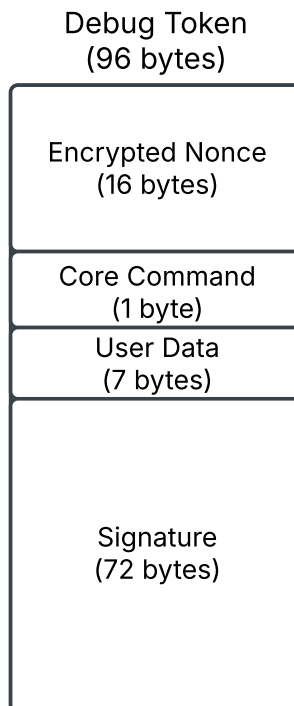 Debug Token
(96 bytes)
Encrypted Nonce
(16 bytes)
Core Command
(1 byte)
User Data
(7 bytes)
Signature
(72 bytes)